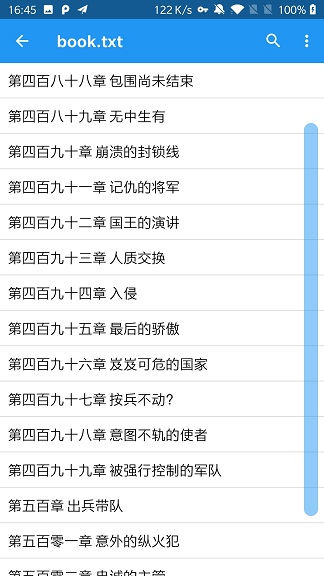 16:45 122 K/s 100%
book.txt
第四百八十八章 包围尚未结束
第四百八十九章 无中生有
第四百九十章 崩溃的封锁线
第四百九十一章 记仇的将军
第四百九十二章 国王的演讲
第四百九十三章 人质交换
第四百九十四章 入侵
第四百九十五章 最后的骄傲
第四百九十六章 岌岌可危的国家
第四百九十七章 按兵不动?
第四百九十八章 意图不轨的使者
第四百九十九章 被强行控制的军队
第五百章 出兵带队
第五百零一章 意外的纵火犯